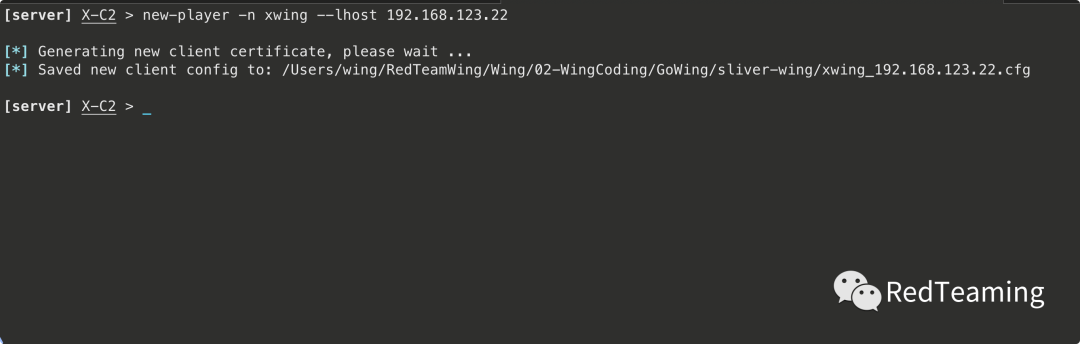 [server] X-C2 > new-player -n xwing --lhost 192.168.123.22
[*] Generating new client certificate, please wait ...
[*] Saved new client config to: /Users/wing/RedTeamWing/Wing/02-WingCoding/GoWing/sliver-wing/xwing_192.168.123.22.cfg
[server] X-C2 > _
RedTeaming